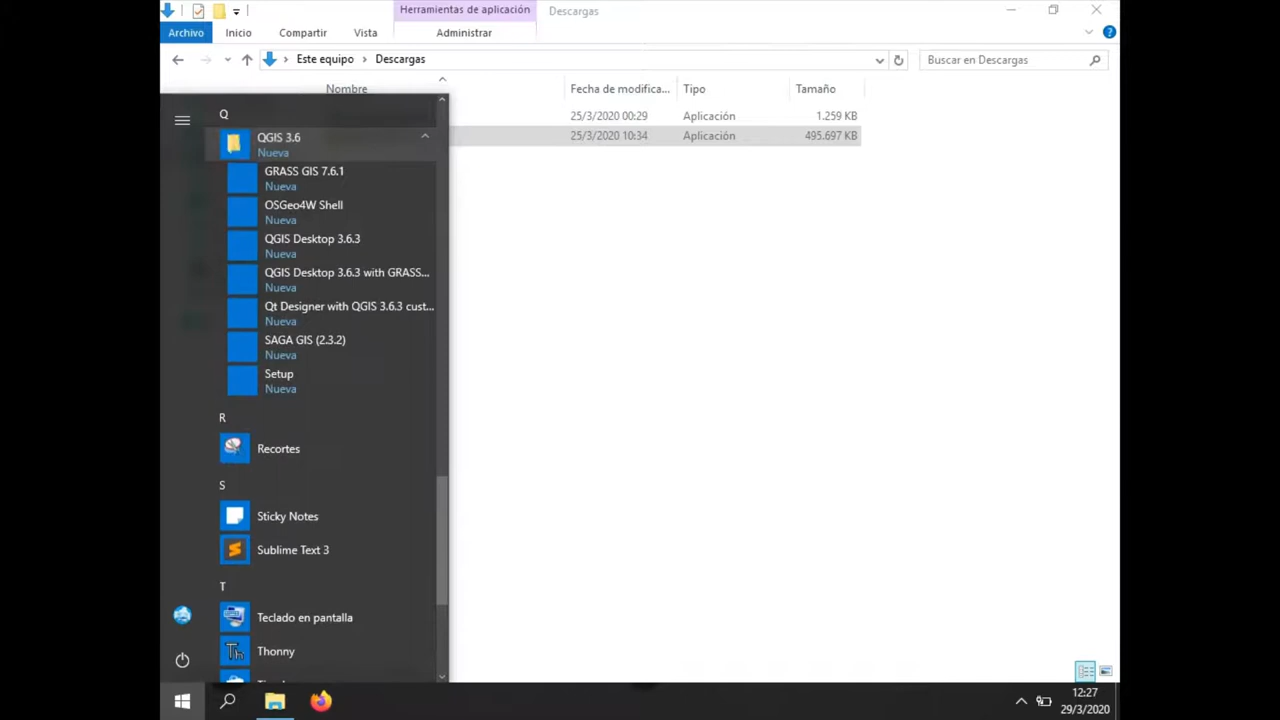 Herramientas de aplicación
Descargas
Archivo
Inicio
Compartir
Vista
Administrar
Este equipo
Descargas
Buscar en Descargas
Nombre
Fecha de modifica...
Tipo
Tamaño
25/3/2020 00:29
Aplicación
1.259 KB
25/3/2020 10:34
Aplicación
495.697 KB
Q
QGIS 3.6
Nueva
GRASS GIS 7.6.1
Nueva
OSGeo4W Shell
Nueva
QGIS Desktop 3.6.3
Nueva
QGIS Desktop 3.6.3 with GRASS...
Nueva
Qt Designer with QGIS 3.6.3 cust...
Nueva
SAGA GIS (2.3.2)
Nueva
Setup
Nueva
R
Recortes
S
Sticky Notes
Sublime Text 3
T
Teclado en pantalla
Th
Thonny
12:27
29/3/2020